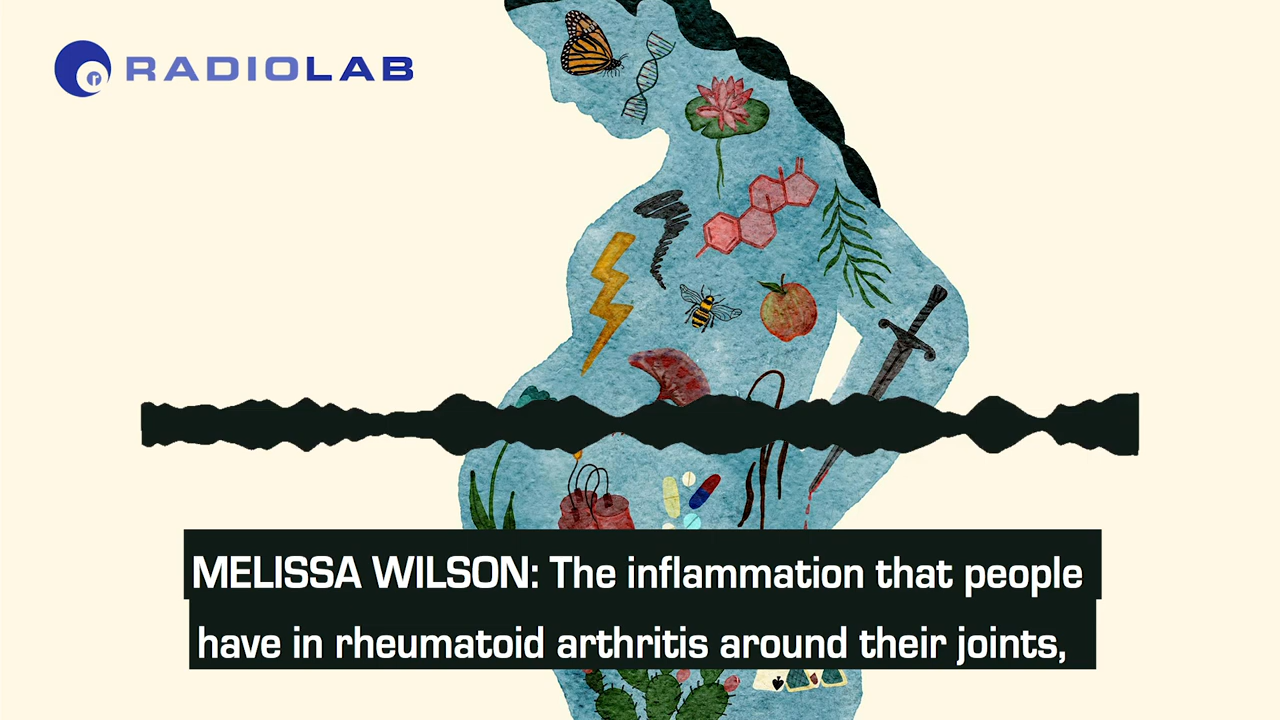 RADIOLAB
MELISSA WILSON: The inflammation that people
have in rheumatoid arthritis around their joints,